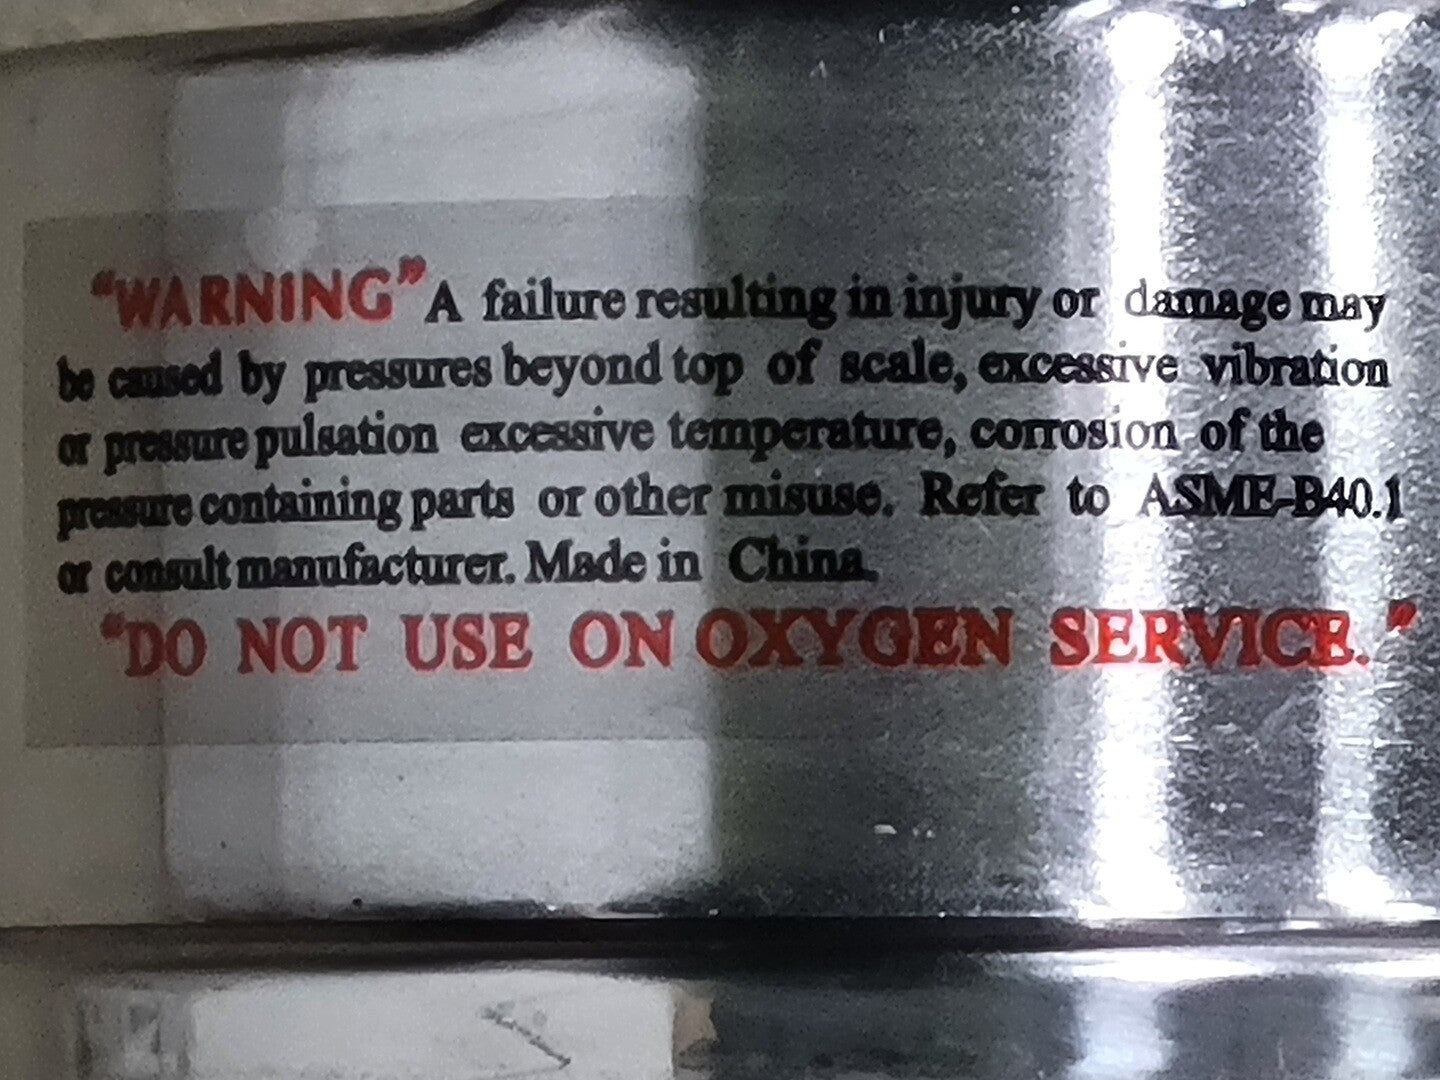 “WARNING” A failure resulting in injury or damage may
be caused by pressures beyond top of scale, excessive vibration
or pressure pulsation excessive temperature, corrosion of the
pressure containing parts or other misuse. Refer to ASME-B40.1
or consult manufacturer. Made in China.
“DO NOT USE ON OXYGEN SERVICE.”